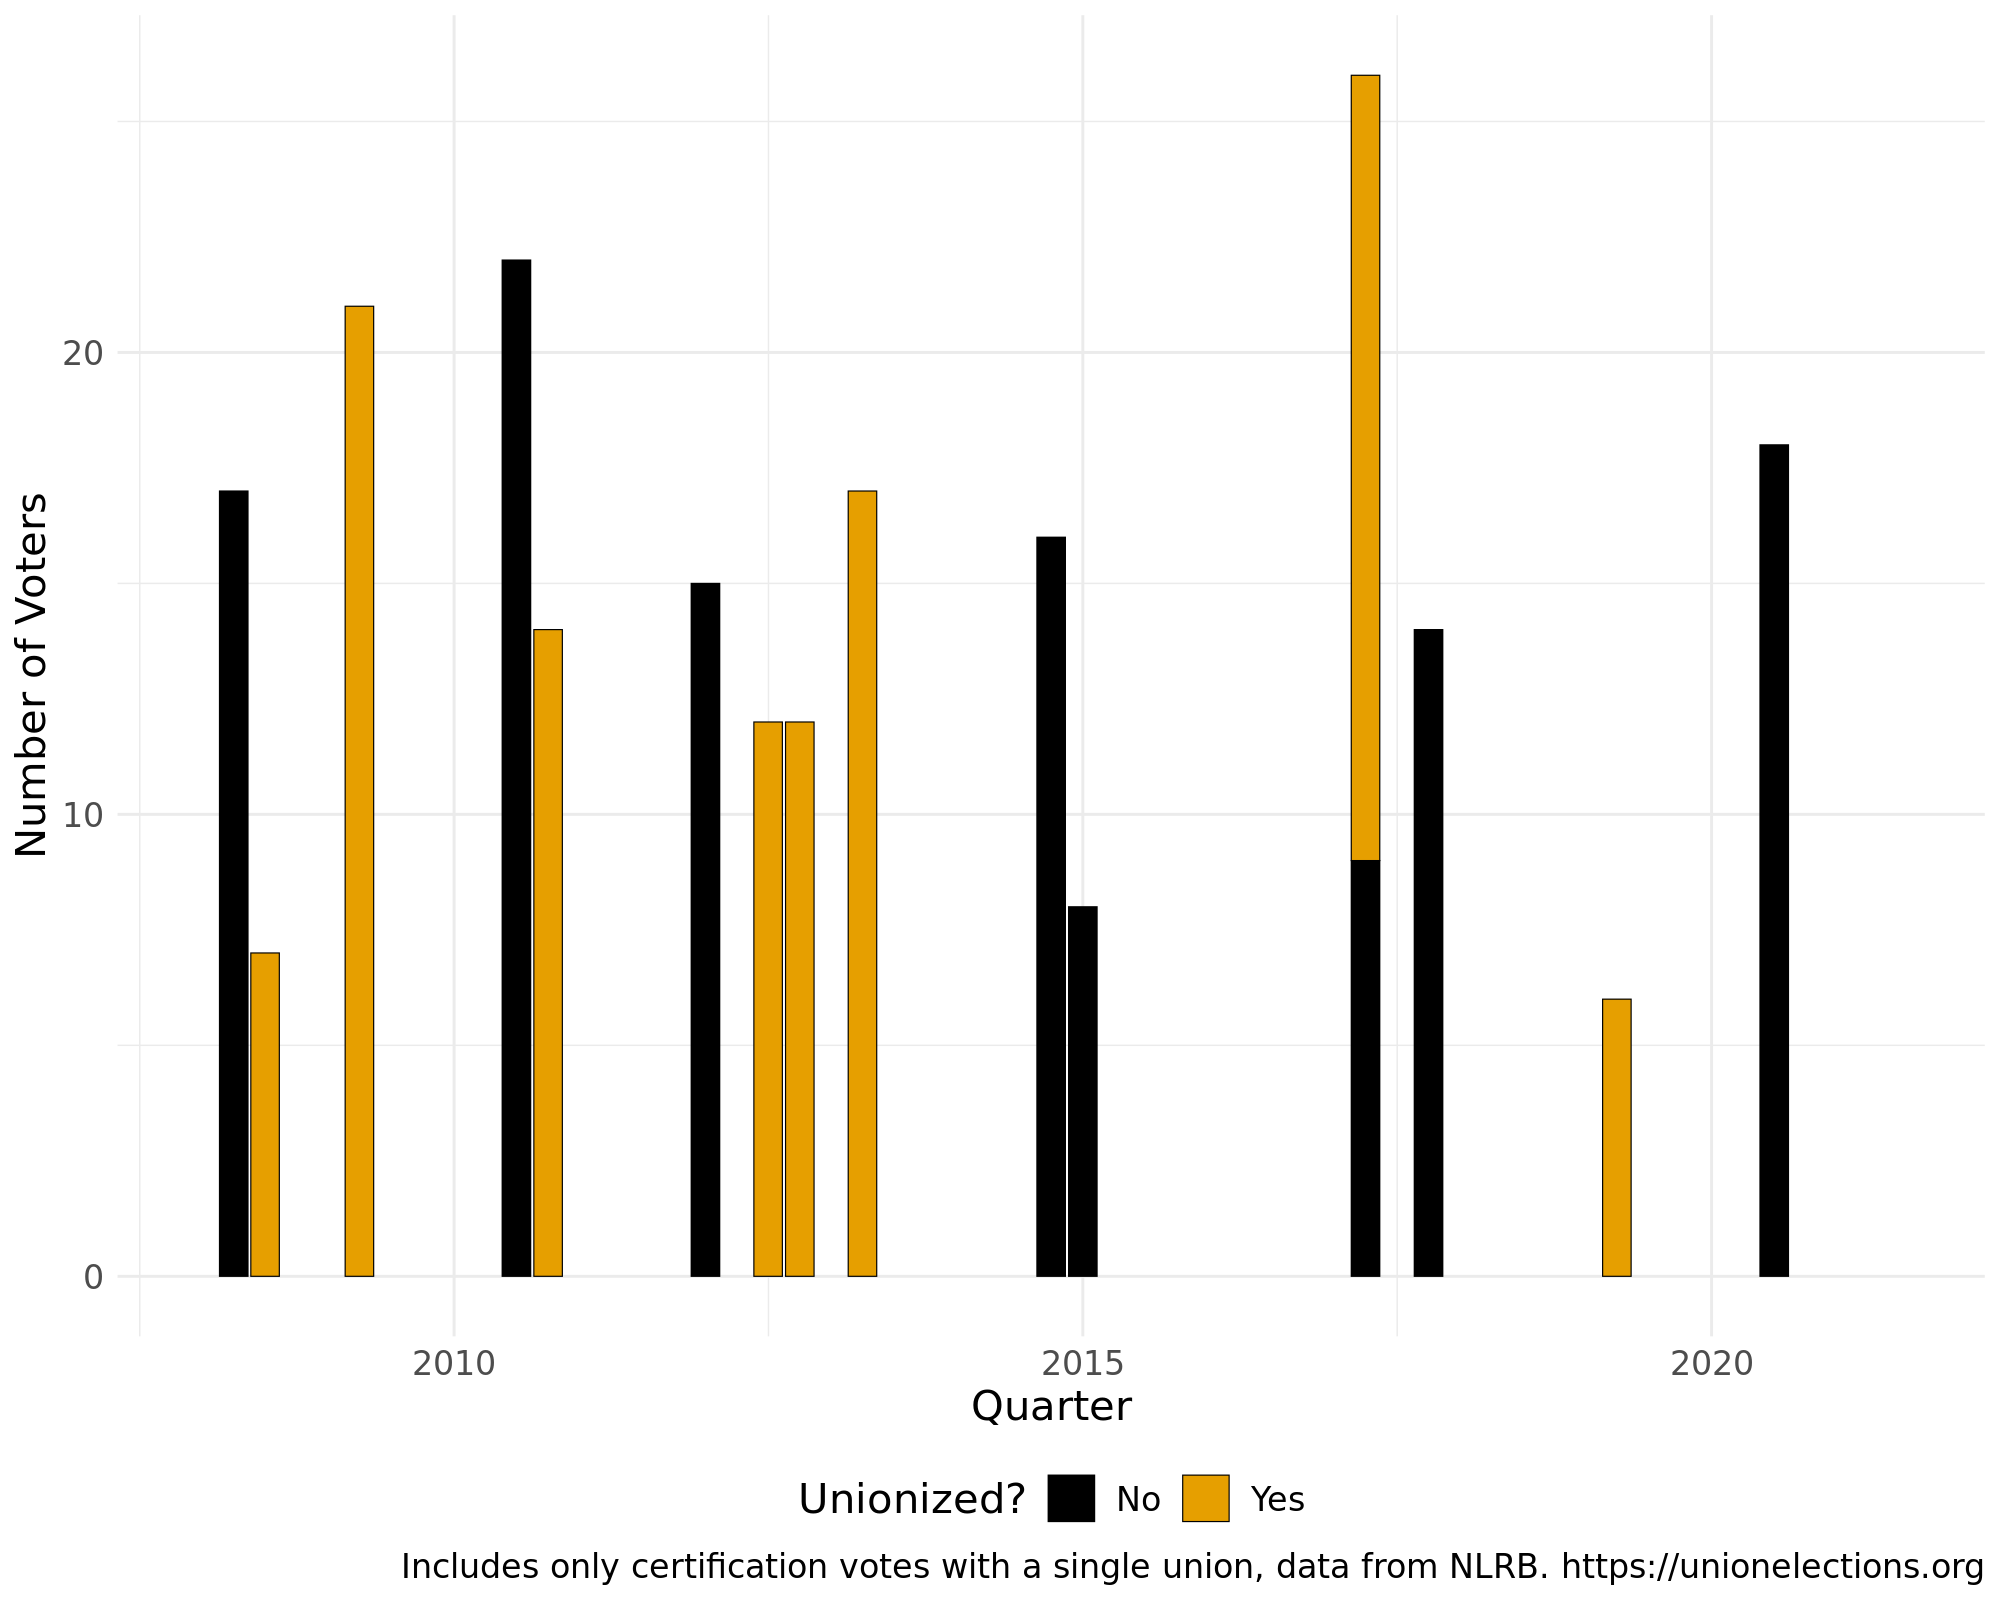 Number of Voters
20
10
0
2010 2015 2020
Quarter
Unionized? No Yes
Includes only certification votes with a single union, data from NLRB. https://unionelections.org